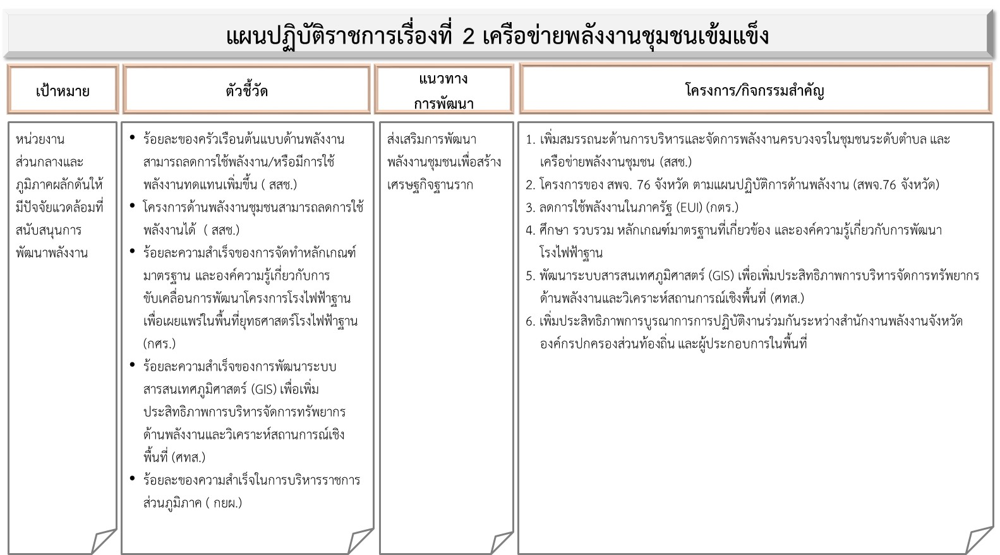 แผนปฏิบัติราชการเรื่องที่ 2 เครือข่ายพลังงานชุมชนเข้มแข็ง
เป้าหมาย
ตัวชี้วัด
แนวทาง
การพัฒนา
โครงการ/กิจกรรมสำคัญ
หน่วยงาน
ส่วนกลางและ
ภูมิภาคผลักดันให้
มีปัจจัยแวดล้อมที่
สนับสนุนการ
พัฒนาพลังงาน
• ร้อยละของครัวเรือนต้นแบบด้านพลังงาน
สามารถลดการใช้พลังงาน/หรือมีการใช้
พลังงานทดแทนเพิ่มขึ้น ( สสช.)
• โครงการด้านพลังงานชุมชนสามารถลดการใช้
พลังงานได้ ( สสช.)
• ร้อยละความสำเร็จของการจัดทำหลักเกณฑ์
มาตรฐาน และองค์ความรู้เกี่ยวกับการ
ขับเคลื่อนการพัฒนาโครงการโรงไฟฟ้าฐาน
เพื่อเผยแพร่ในพื้นที่ยุทธศาสตร์โรงไฟฟ้าฐาน
(กศร.)
• ร้อยละความสำเร็จของการพัฒนาระบบ
สารสนเทศภูมิศาสตร์ (GIS) เพื่อเพิ่ม
ประสิทธิภาพการบริหารจัดการทรัพยากร
ด้านพลังงานและวิเคราะห์สถานการณ์เชิง
พื้นที่ (ศทส.)
• ร้อยละของความสำเร็จในการบริหารราชการ
ส่วนภูมิภาค ( กยผ.)
ส่งเสริมการพัฒนา
พลังงานชุมชนเพื่อสร้าง
เศรษฐกิจฐานราก
1. เพิ่มสมรรถนะด้านการบริหารและจัดการพลังงานครบวงจรในชุมชนระดับตำบล และ
เครือข่ายพลังงานชุมชน (สสช.)
2. โครงการของ สพจ. 76 จังหวัด ตามแผนปฏิบัติการด้านพลังงาน (สพจ.76 จังหวัด)
3. ลดการใช้พลังงานในภาครัฐ (EUI) (กตร.)
4. ศึกษา รวบรวม หลักเกณฑ์มาตรฐานที่เกี่ยวข้อง และองค์ความรู้เกี่ยวกับการพัฒนา
โรงไฟฟ้าฐาน
5. พัฒนาระบบสารสนเทศภูมิศาสตร์ (GIS) เพื่อเพิ่มประสิทธิภาพการบริหารจัดการทรัพยากร
ด้านพลังงานและวิเคราะห์สถานการณ์เชิงพื้นที่ (ศทส.)
6. เพิ่มประสิทธิภาพการบูรณาการการปฏิบัติงานร่วมกันระหว่างสำนักงานพลังงานจังหวัด
องค์กรปกครองส่วนท้องถิ่น และผู้ประกอบการในพื้นที่